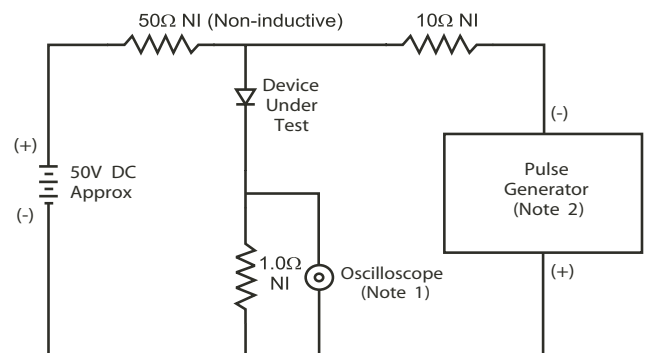 50Ω NI (Non-inductive)
10Ω NI
Device
Under
Test
(-)
(+)
50V DC
Approx
(-)
Pulse
Generator
(Note 2)
1.0Ω
NI
Oscilloscope
(Note 1)
(+)